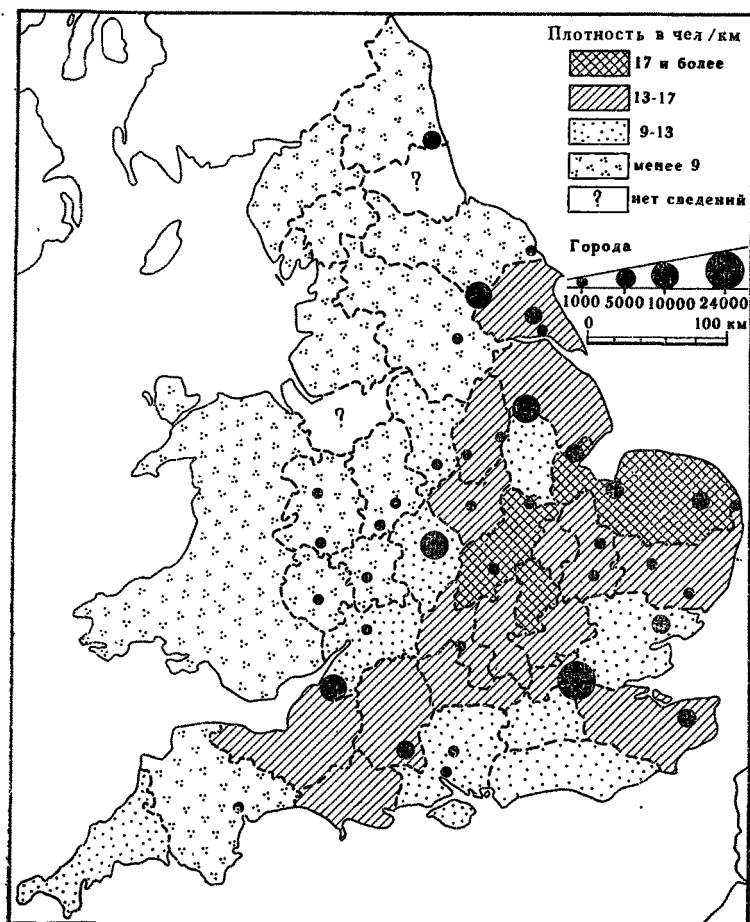 Плотность в чел/км
17 и более
13-17
9-13
менее 9
? нет сведений
Города
1000 5000 10000 24000
0 100 км
?
?